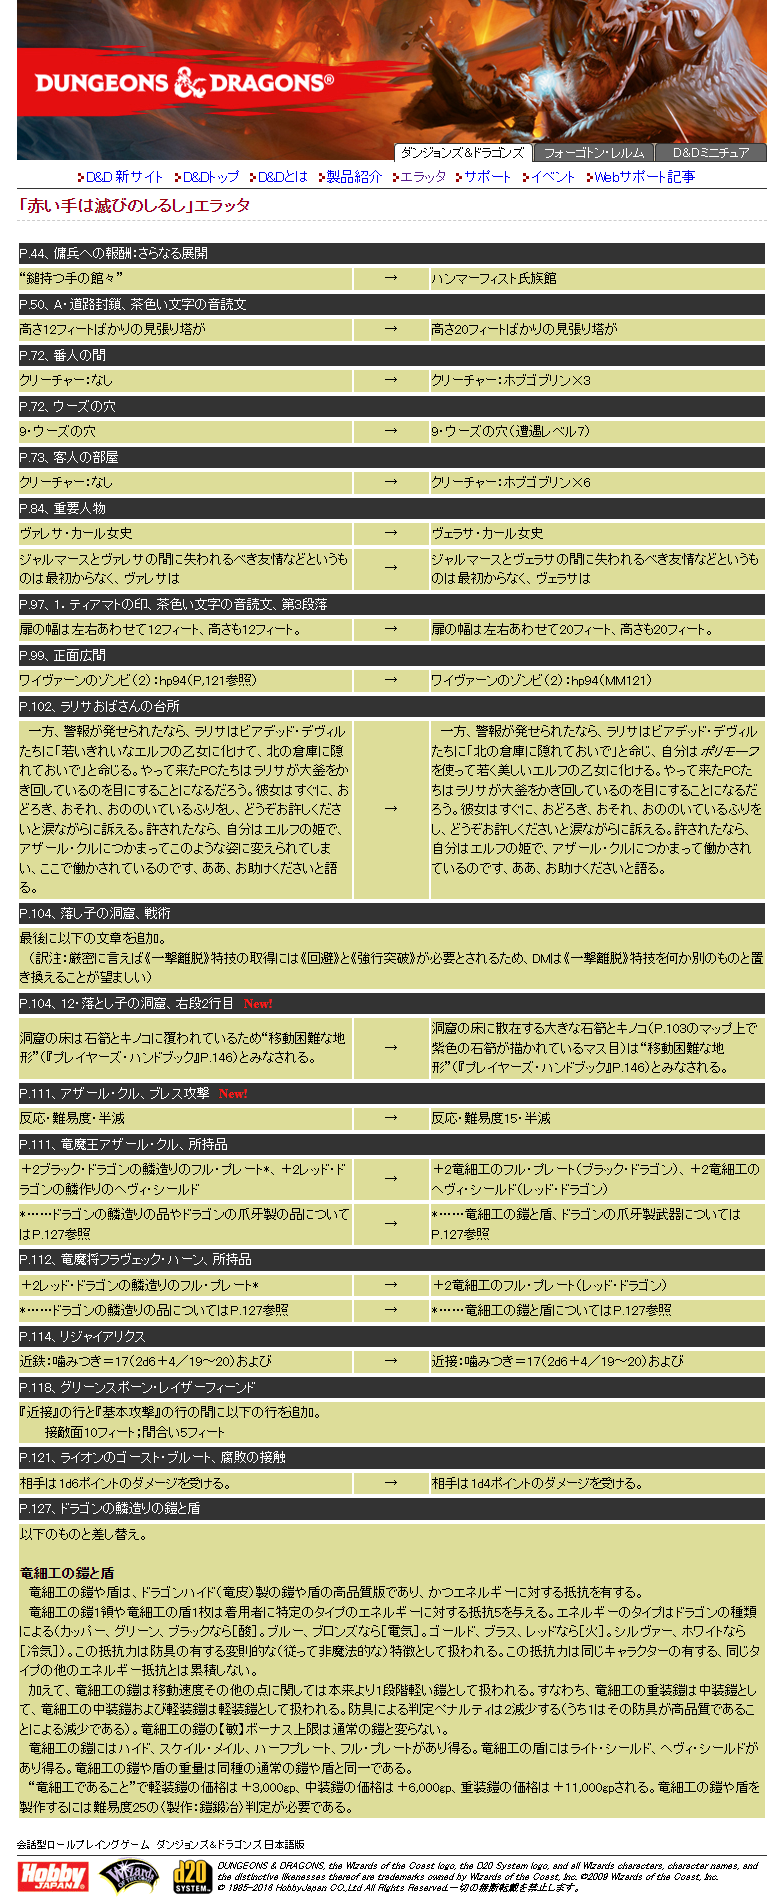 DUNGEONS & DRAGONS®
ダンジョンズ&ドラゴンズ フォーゴトン・レルム D&Dミニチュア
D&D 新サイト D&Dトップ D&Dとは 製品紹介 エラッタ サポート イベント Webサポート記事
「赤い手は滅びのしるし」エラッタ
P.44、傭兵への報酬：さらなる展開
“鎚持つ手の館々” → ハンマーフィスト氏族館
P.50、A・道路封鎖、茶色い文字の音読文
高さ12フィートばかりの見張り塔が → 高さ20フィートばかりの見張り塔が
P.72、番人の間
クリーチャー：なし → クリーチャー：ホブゴブリン×3
P.72、ウーズの穴
9・ウーズの穴 → 9・ウーズの穴（遭遇レベル7）
P.73、客人の部屋
クリーチャー：なし → クリーチャー：ホブゴブリン×6
P.84、重要人物
ヴァレサ・カール女史 → ヴェラサ・カール女史
ジャルマースとヴァレサの間に失われるべき友情などというも
のは最初からなく、ヴァレサは
→
ジャルマースとヴェラサの間に失われるべき友情などというも
のは最初からなく、ヴェラサは
P.97、1．ティアマトの印、茶色い文字の音読文、第3段落
扉の幅は左右あわせて12フィート、高さも12フィート。 → 扉の幅は左右あわせて20フィート、高さも20フィート。
P.99、正面広間
ワイヴァーンのゾンビ（2）：hp94（P,121参照） → ワイヴァーンのゾンビ（2）：hp94（MM121）
P.102、ラリサおばさんの台所
一方、警報が発せられたなら、ラリサはビアデッド・デヴィル
たちに「若いきれいなエルフの乙女に化けて、北の倉庫に隠
れておいで」と命じる。やって来たPCたちはラリサが大釜をか
き回しているのを目にすることになるだろう。彼女はすぐに、お
どろき、おそれ、おののいているふりをし、どうぞお許しくださ
いと涙ながらに訴える。許されたなら、自分はエルフの姫で、
アザール・クルにつかまってこのような姿に変えられてしま
い、ここで働かされているのです、ああ、お助けくださいと語
る。
→
一方、警報が発せられたなら、ラリサはビアデッド・デヴィル
たちに「北の倉庫に隠れておいで」と命じ、自分はポリモーフ
を使って若く美しいエルフの乙女に化ける。やって来たPCた
ちはラリサが大釜をかき回しているのを目にすることになるだ
ろう。彼女はすぐに、おどろき、おそれ、おののいているふりを
し、どうぞお許しくださいと涙ながらに訴える。許されたなら、
自分はエルフの姫で、アザール・クルにつかまって働かされ
ているのです、ああ、お助けくださいと語る。
P.104、落し子の洞窟、戦術
最後に以下の文章を追加。
（訳注：厳密に言えば《一撃離脱》特技の取得には《回避》と《強行突破》が必要とされるため、DMは《一撃離脱》特技を何か別のものと置
き換えることが望ましい）
P.104、12・落とし子の洞窟、右段2行目 New!
洞窟の床は石筍とキノコに覆われているため“移動困難な地
形”（『プレイヤーズ・ハンドブック』P.146）とみなされる。
→
洞窟の床に散在する大きな石筍とキノコ（P.103のマップ上で
紫色の石筍が描かれているマス目）は“移動困難な地
形”（『プレイヤーズ・ハンドブック』P.146）とみなされる。
P.111、アザール・クル、ブレス攻撃 New!
反応・難易度・半減 → 反応・難易度15・半減
P.111、竜魔王アザール・クル、所持品
＋2ブラック・ドラゴンの鱗造りのフル・プレート*、＋2レッド・ド
ラゴンの鱗作りのヘヴィ・シールド
→
＋2竜細工のフル・プレート（ブラック・ドラゴン）、＋2竜細工の
ヘヴィ・シールド（レッド・ドラゴン）
*……ドラゴンの鱗造りの品やドラゴンの爪牙製の品について
はP.127参照
→
*……竜細工の鎧と盾、ドラゴンの爪牙製武器については
P.127参照
P.112、竜魔将フラヴェック・ハーン、所持品
＋2レッド・ドラゴンの鱗造りのフル・プレート* → ＋2竜細工のフル・プレート（レッド・ドラゴン）
*……ドラゴンの鱗造りの品についてはP.127参照 → *……竜細工の鎧と盾についてはP.127参照
P.114、リジャイアリクス
近鉄：噛みつき＝17（2d6＋4／19～20）および → 近接：噛みつき＝17（2d6＋4／19～20）および
P.118、グリーンスポーン・レイザーフィーンド
『近接』の行と『基本攻撃』の行の間に以下の行を追加。
接敵面10フィート；間合い5フィート
P.121、ライオンのゴースト・ブルート、腐敗の接触
相手は1d6ポイントのダメージを受ける。 → 相手は1d4ポイントのダメージを受ける。
P.127、ドラゴンの鱗造りの鎧と盾
以下のものと差し替え。
竜細工の鎧と盾
竜細工の鎧や盾は、ドラゴンハイド（竜皮）製の鎧や盾の高品質版であり、かつエネルギーに対する抵抗を有する。
竜細工の鎧1領や竜細工の盾1枚は着用者に特定のタイプのエネルギーに対する抵抗5を与える。エネルギーのタイプはドラゴンの種類
による（カッパー、グリーン、ブラックなら［酸］。ブルー、ブロンズなら［電気］。ゴールド、ブラス、レッドなら［火］。シルヴァー、ホワイトなら
［冷気］）。この抵抗力は防具の有する変則的な（従って非魔法的な）特徴として扱われる。この抵抗力は同じキャラクターの有する、同じタ
イプの他のエネルギー抵抗とは累積しない。
加えて、竜細工の鎧は移動速度その他の点に関しては本来より1段階軽い鎧として扱われる。すなわち、竜細工の重装鎧は中装鎧とし
て、竜細工の中装鎧および軽装鎧は軽装鎧として扱われる。防具による判定ペナルティは2減少する（うち1はその防具が高品質であるこ
とによる減少である）。竜細工の鎧の【敏】ボーナス上限は通常の鎧と変らない。
竜細工の鎧にはハイド、スケイル・メイル、ハーフプレート、フル・プレートがあり得る。竜細工の盾にはライト・シールド、ヘヴィ・シールドが
あり得る。竜細工の鎧や盾の重量は同種の通常の鎧や盾と同一である。
“竜細工であること”で軽装鎧の価格は＋3,000gp、中装鎧の価格は＋6,000gp、重装鎧の価格は＋11,000gpされる。竜細工の鎧や盾を
製作するには難易度25の〈製作：鎧鍛冶〉判定が必要である。
会話型ロールプレイングゲーム ダンジョンズ&ドラゴンズ 日本語版
Hobby JAPAN Wizards OF THE COAST d20 SYSTEM
DUNGEONS & DRAGONS, the Wizards of the Coast logo, the D20 System logo, and all Wizards characters, character names, and
the distinctive likenesses thereof are trademarks owned by Wizards of the Coast, Inc. ©2009 Wizards of the Coast, Inc.
© 1985-2016 HobbyJapan CO.,Ltd All Rights Reserved.一切の無断転載を禁止します。